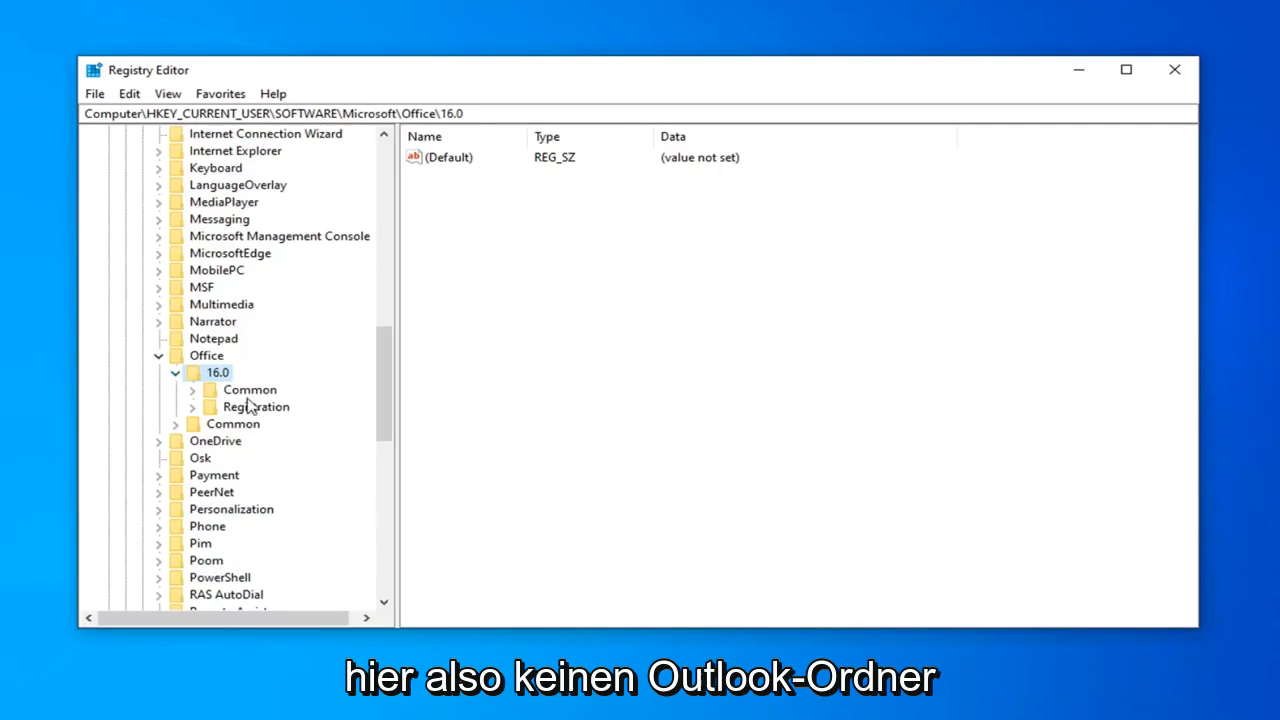 Registry Editor
File Edit View Favorites Help
Computer\HKEY_CURRENT_USER\SOFTWARE\Microsoft\Office\16.0
Internet Connection Wizard
Internet Explorer
Keyboard
LanguageOverlay
MediaPlayer
Messaging
Microsoft Management Console
MicrosoftEdge
MobilePC
MSF
Multimedia
Narrator
Notepad
Office
16.0
Common
Registration
Common
OneDrive
Osk
Payment
PeerNet
Personalization
Phone
Pim
Poom
PowerShell
RAS AutoDial
Name Type Data
ab (Default) REG_SZ (value not set)
hier also keinen Outlook-Ordner